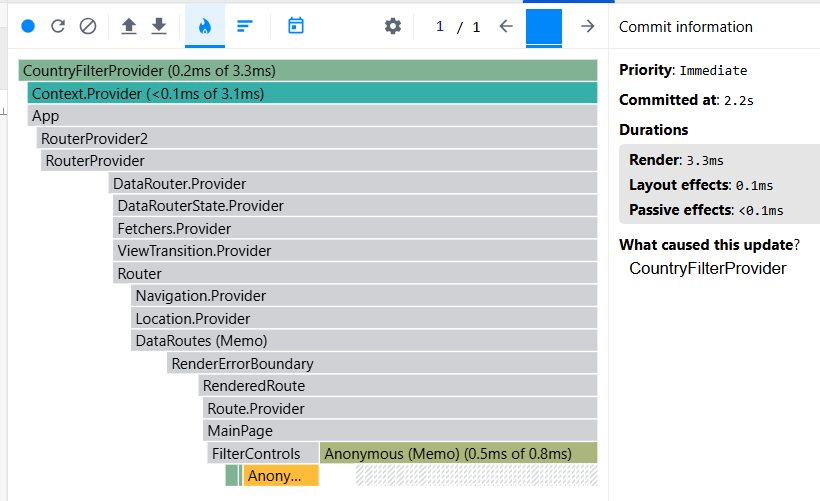 1 / 1
Commit information
CountryFilterProvider (0.2ms of 3.3ms)
Context.Provider (<0.1ms of 3.1ms)
App
RouterProvider2
RouterProvider
DataRouter.Provider
DataRouterState.Provider
Fetchers.Provider
ViewTransition.Provider
Router
Navigation.Provider
Location.Provider
DataRoutes (Memo)
RenderErrorBoundary
RenderedRoute
Route.Provider
MainPage
FilterControls Anonymous (Memo) (0.5ms of 0.8ms)
Anony...
Priority: Immediate
Committed at: 2.2s
Durations
Render: 3.3ms
Layout effects: 0.1ms
Passive effects: <0.1ms
What caused this update?
CountryFilterProvider